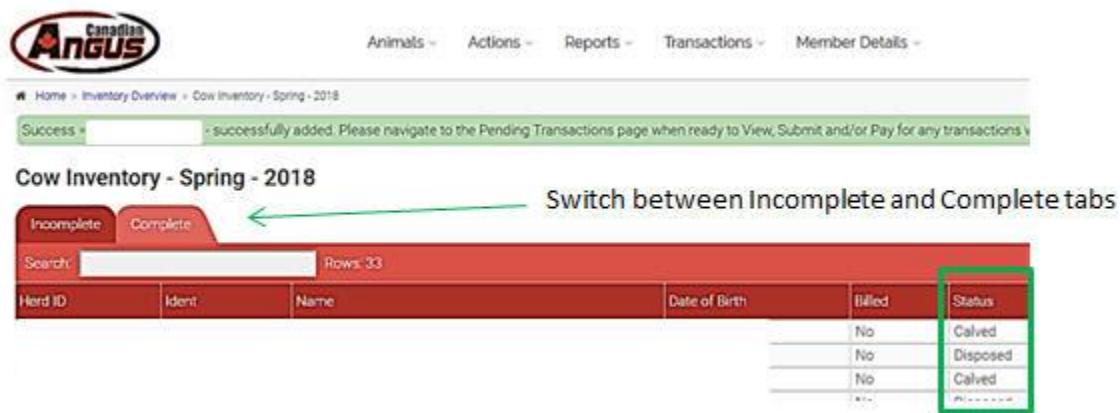 Canadian
ANGUS
Animals Actions Reports Transactions Member Details
Home » Inventory Overview » Cow Inventory - Spring - 2018
Success - successfully added. Please navigate to the Pending Transactions page when ready to View, Submit and/or Pay for any transactions
Cow Inventory - Spring - 2018
Switch between Incomplete and Complete tabs
Incomplete Complete
Search: Rows: 33
Herd ID Ident Name Date of Birth Billed Status
No Calved
No Disposed
No Calved